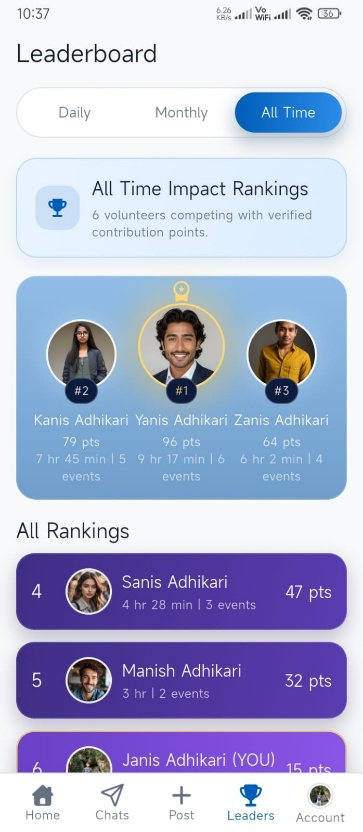 10:37
6.26 KB/s Vo WiFi 36
Leaderboard
Daily Monthly All Time
All Time Impact Rankings
6 volunteers competing with verified
contribution points.
#2 #1 #3
Kanis Adhikari Yanis Adhikari Zanis Adhikari
79 pts 96 pts 64 pts
7 hr 45 min | 5 9 hr 17 min | 6 6 hr 2 min | 4
events events events
All Rankings
4 Sanis Adhikari 47 pts
4 hr 28 min | 3 events
5 Manish Adhikari 32 pts
3 hr | 2 events
6 Janis Adhikari (YOU) 15 pts
Home Chats Post Leaders Account